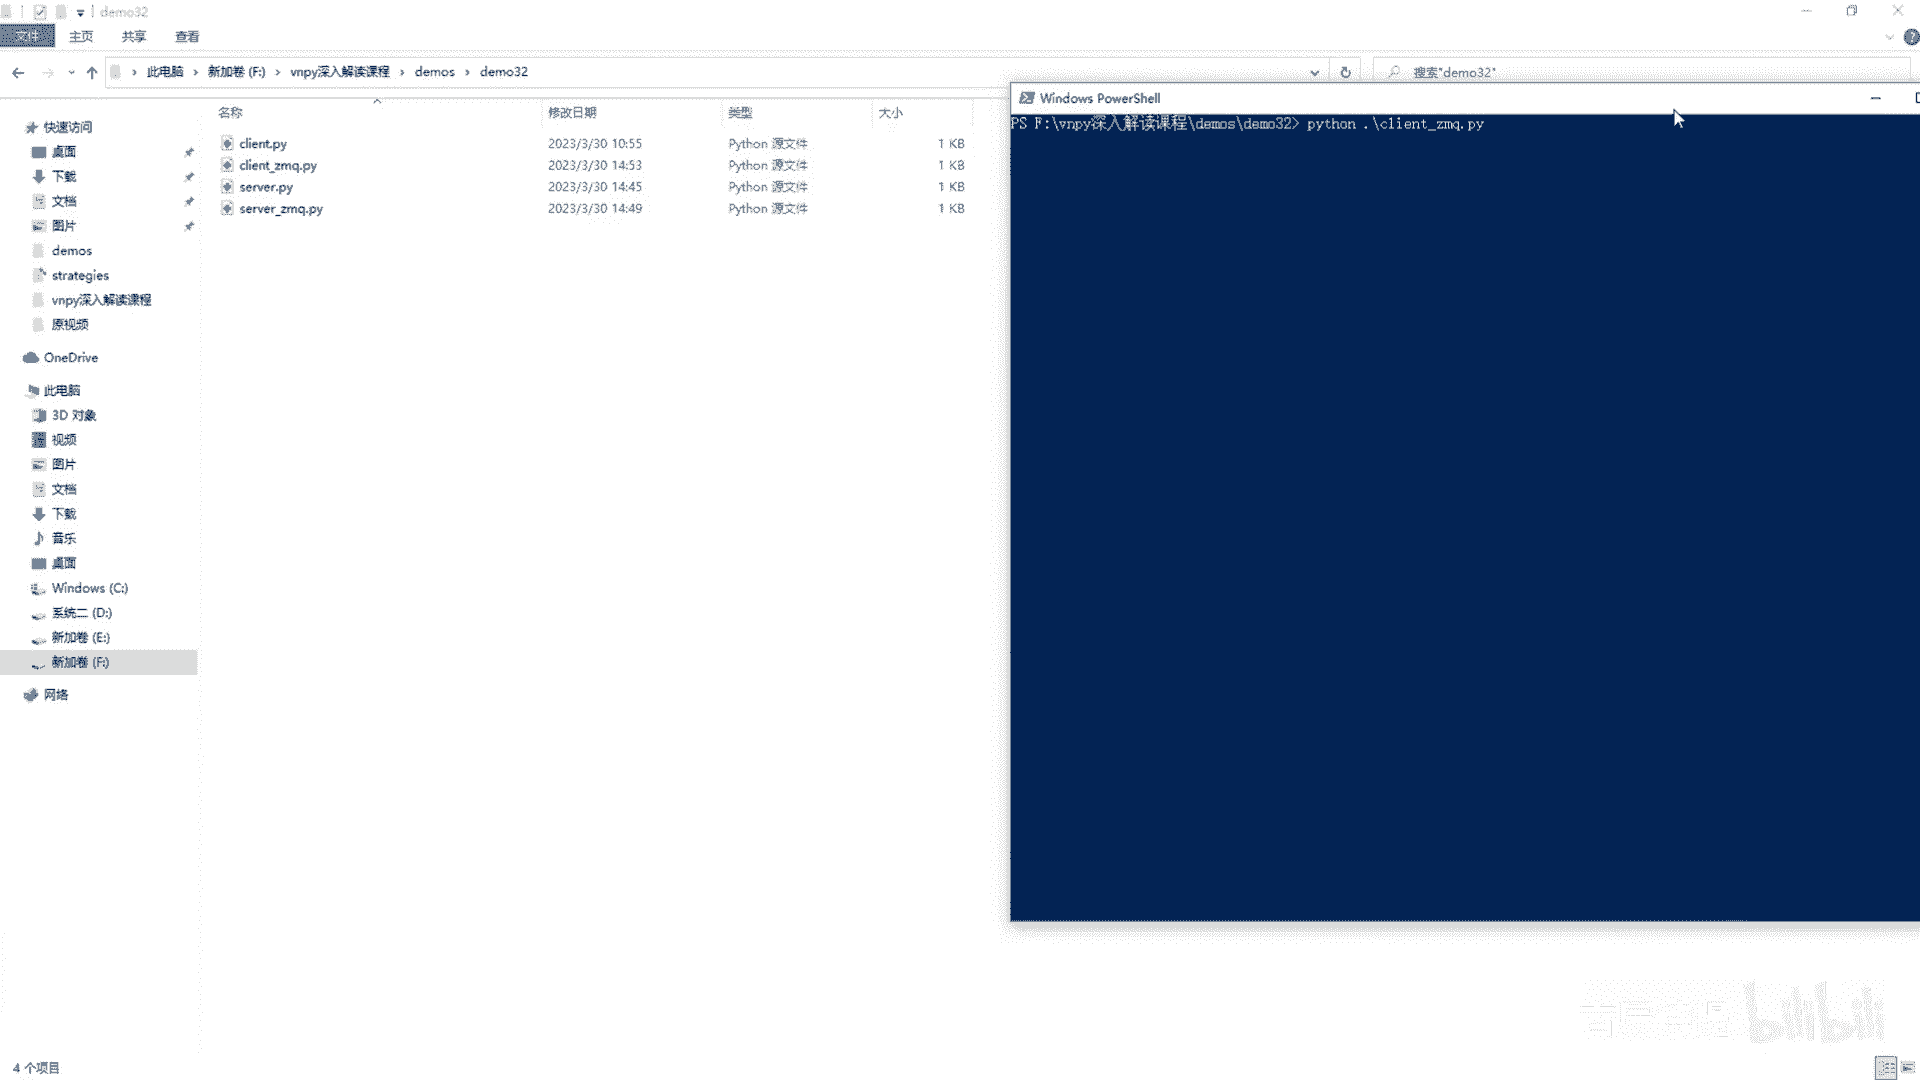 demo32
文件 主页 共享 查看
此电脑 › 新加卷 (F:) › vnpy深入解读课程 › demos › demo32
搜索"demo32"
名称 修改日期 类型 大小
client.py 2023/3/30 10:55 Python 源文件 1 KB
client_zmq.py 2023/3/30 14:53 Python 源文件 1 KB
server.py 2023/3/30 14:45 Python 源文件 1 KB
server_zmq.py 2023/3/30 14:49 Python 源文件 1 KB
快速访问
桌面
下载
文档
图片
demos
strategies
vnpy深入解读课程
原视频
OneDrive
此电脑
3D 对象
视频
图片
文档
下载
音乐
桌面
Windows (C:)
系统二 (D:)
新加卷 (E:)
新加卷 (F:)
网络
4 个项目
Windows PowerShell
PS F:\vnpy深入解读课程\demos\demo32> python .\client_zmq.py
bilibili